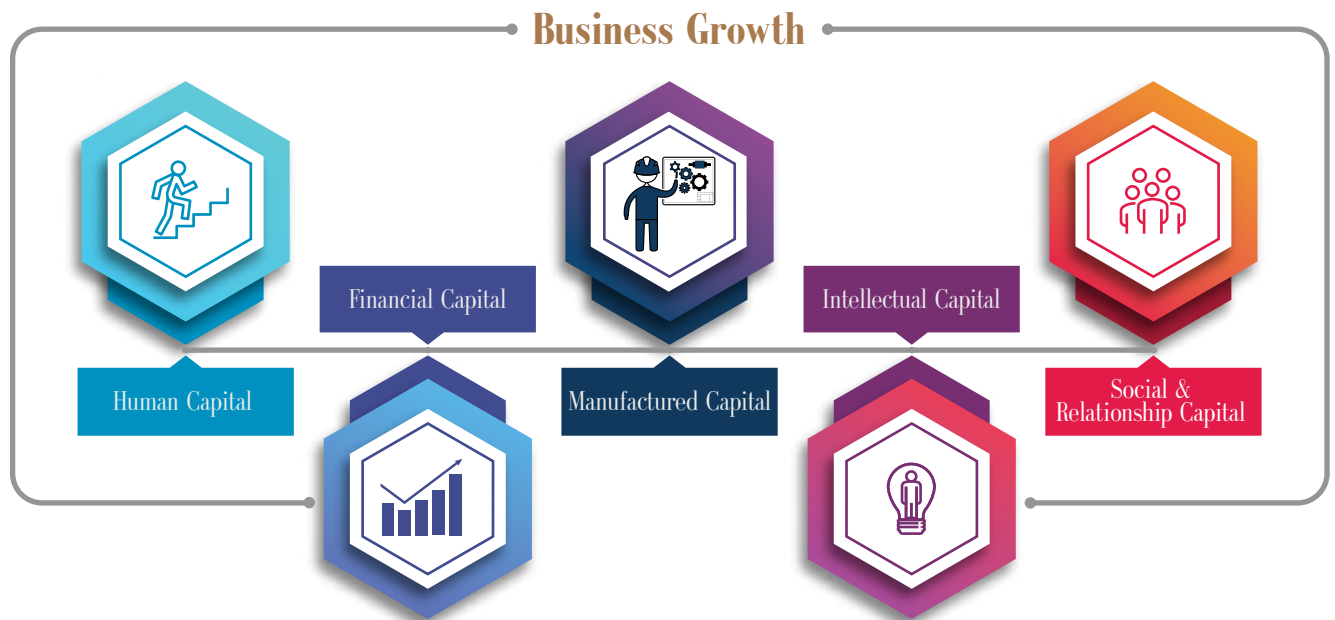 Business Growth
Financial Capital
Intellectual Capital
Human Capital
Manufactured Capital
Social &
Relationship Capital